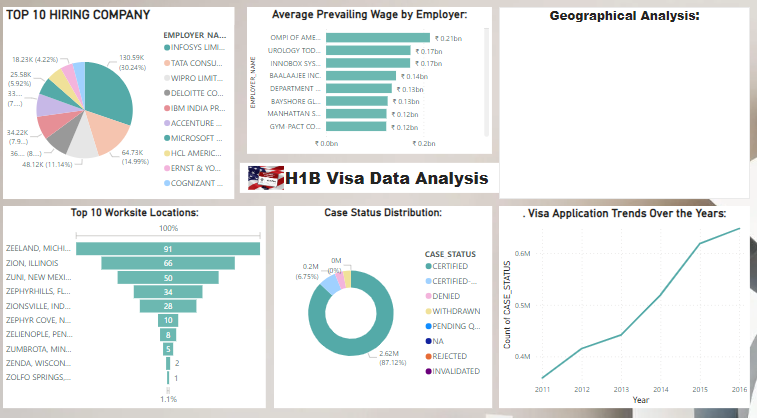 TOP 10 HIRING COMPANY
EMPLOYER NA...
INFOSYS LIMI...
TATA CONSU...
WIPRO LIMIT...
DELOITTE CO...
IBM INDIA PR...
ACCENTURE ...
MICROSOFT ...
HCL AMERIC...
ERNST & YO...
COGNIZANT ...
130.59K
(30.24%)
64.73K
(14.99%)
48.12K (11.14%)
36.... (8....)
34.22K
(7.9...)
33....
(7....)
25.58K
(5.92%)
18.23K (4.22%)
Average Prevailing Wage by Employer:
EMPLOYER_NAME
OMPI OF AME... ₹ 0.21bn
UROLOGY TOD... ₹ 0.17bn
INNOBOX SYS... ₹ 0.17bn
BAALAAJEE INC. ₹ 0.14bn
DEPARTMENT ... ₹ 0.13bn
BAYSHORE GL... ₹ 0.13bn
MANHATTAN S... ₹ 0.12bn
GYM-PACT CO... ₹ 0.12bn
₹ 0.0bn ₹ 0.2bn
Geographical Analysis:
H1B Visa Data Analysis
Top 10 Worksite Locations:
100%
ZEELAND, MICHI... 91
ZION, ILLINOIS 66
ZUNI, NEW MEXI... 50
ZEPHYRHILLS, FL... 34
ZIONSVILLE, IND... 28
ZEPHYR COVE, N... 10
ZELIENOPLE, PEN... 8
ZUMBROTA, MIN... 5
ZENDA, WISCON... 2
ZOLFO SPRINGS,... 1
1.1%
Case Status Distribution:
0M
(0%)
0.2M
(6.75%)
2.62M
(87.12%)
CASE STATUS
CERTIFIED
CERTIFIED-...
DENIED
WITHDRAWN
PENDING Q...
NA
REJECTED
INVALIDATED
. Visa Application Trends Over the Years:
Count of CASE_STATUS
0.6M
0.5M
0.4M
2011 2012 2013 2014 2015 2016
Year